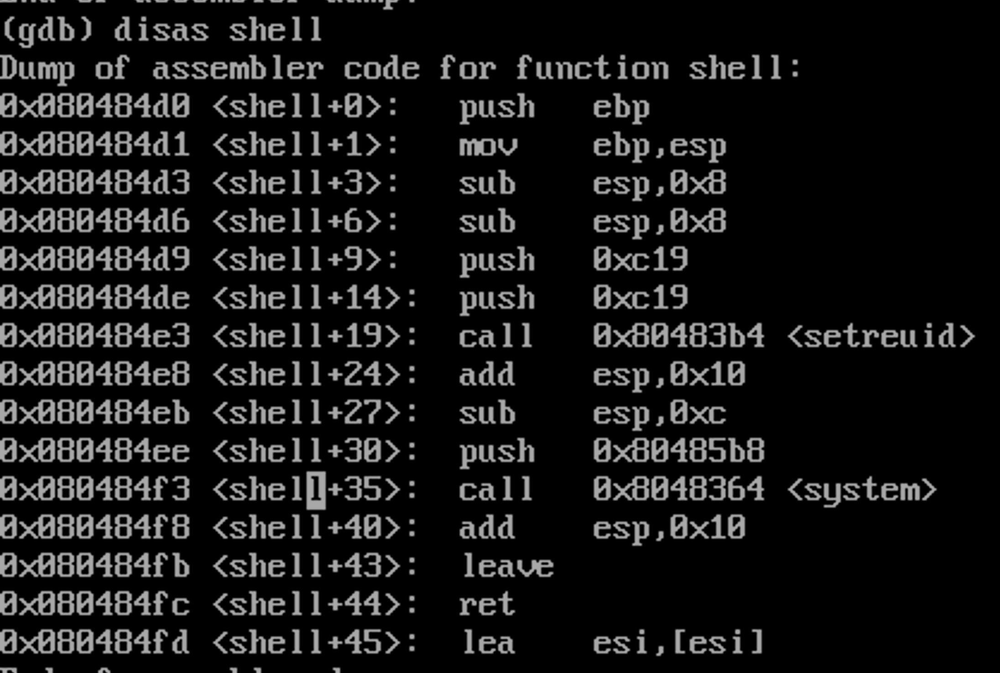 End of assembler dump.
(gdb) disas shell
Dump of assembler code for function shell:
0x080484d0 <shell+0>:   push   ebp
0x080484d1 <shell+1>:   mov    ebp,esp
0x080484d3 <shell+3>:   sub    esp,0x8
0x080484d6 <shell+6>:   sub    esp,0x8
0x080484d9 <shell+9>:   push   0xc19
0x080484de <shell+14>:  push   0xc19
0x080484e3 <shell+19>:  call   0x80483b4 <setreuid>
0x080484e8 <shell+24>:  add    esp,0x10
0x080484eb <shell+27>:  sub    esp,0xc
0x080484ee <shell+30>:  push   0x80485b8
0x080484f3 <shell+35>:  call   0x8048364 <system>
0x080484f8 <shell+40>:  add    esp,0x10
0x080484fb <shell+43>:  leave
0x080484fc <shell+44>:  ret
0x080484fd <shell+45>:  lea    esi,[esi]